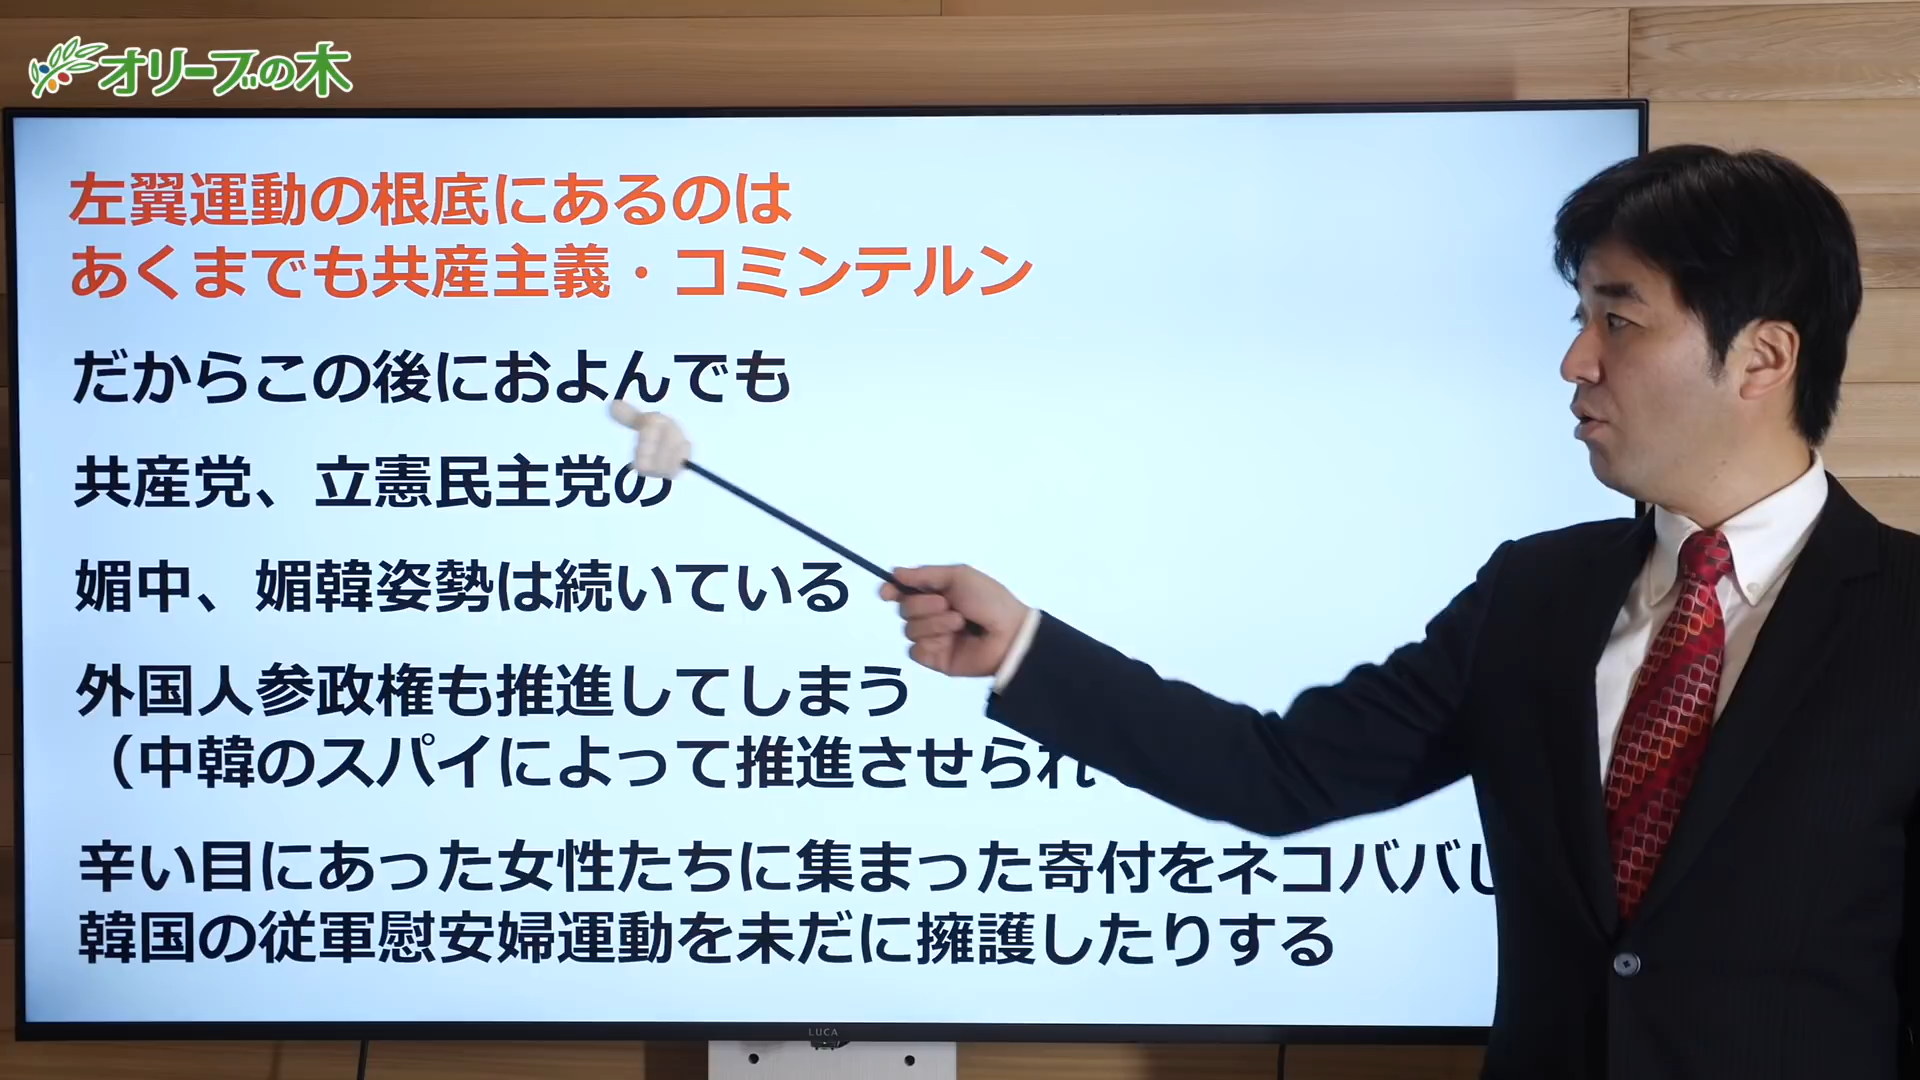 オリーブの木
左翼運動の根底にあるのは
あくまでも共産主義・コミンテルン
だからこの後におよんでも
共産党、立憲民主党の
媚中、媚韓姿勢は続いている
外国人参政権も推進してしまう
（中韓のスパイによって推進させられ
辛い目にあった女性たちに集まった寄付をネコババし
韓国の従軍慰安婦運動を未だに擁護したりする
LUCA